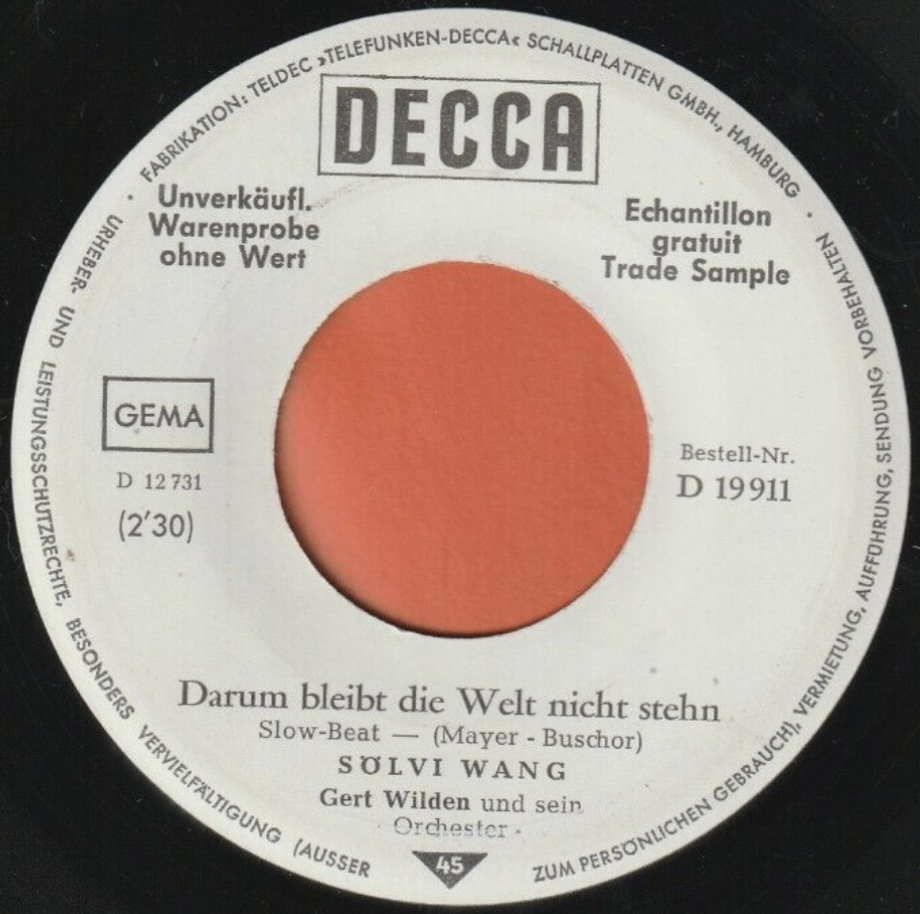 · FABRIKATION: TELDEC »TELEFUNKEN-DECCA« SCHALLPLATTEN GMBH., HAMBURG ·
URHEBER- UND LEISTUNGSSCHUTZRECHTE, BESONDERS VERVIELFÄLTIGUNG (AUSSER
ZUM PERSÖNLICHEN GEBRAUCH), VERMIETUNG, AUFFÜHRUNG, SENDUNG VORBEHALTEN
DECCA
Unverkäufl.
Warenprobe
ohne Wert
Echantillon
gratuit
Trade Sample
GEMA
D 12 731
(2'30)
Bestell-Nr.
D 19 911
Darum bleibt die Welt nicht stehn
Slow-Beat — (Mayer - Buschor)
SÖLVI WANG
Gert Wilden und sein
· Orchester ·
45